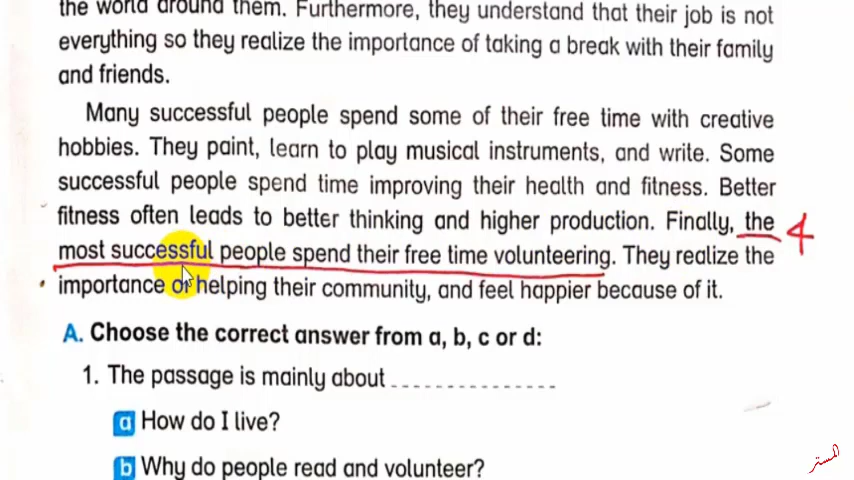 the world around them. Furthermore, they understand that their job is not
everything so they realize the importance of taking a break with their family
and friends.
Many successful people spend some of their free time with creative
hobbies. They paint, learn to play musical instruments, and write. Some
successful people spend time improving their health and fitness. Better
fitness often leads to better thinking and higher production. Finally, the
most successful people spend their free time volunteering. They realize the
importance of helping their community, and feel happier because of it.
4
A. Choose the correct answer from a, b, c or d:
1. The passage is mainly about _ _ _ _ _ _ _ _ _ _ _ _ _ _ _
a How do I live?
b Why do people read and volunteer?
المستر